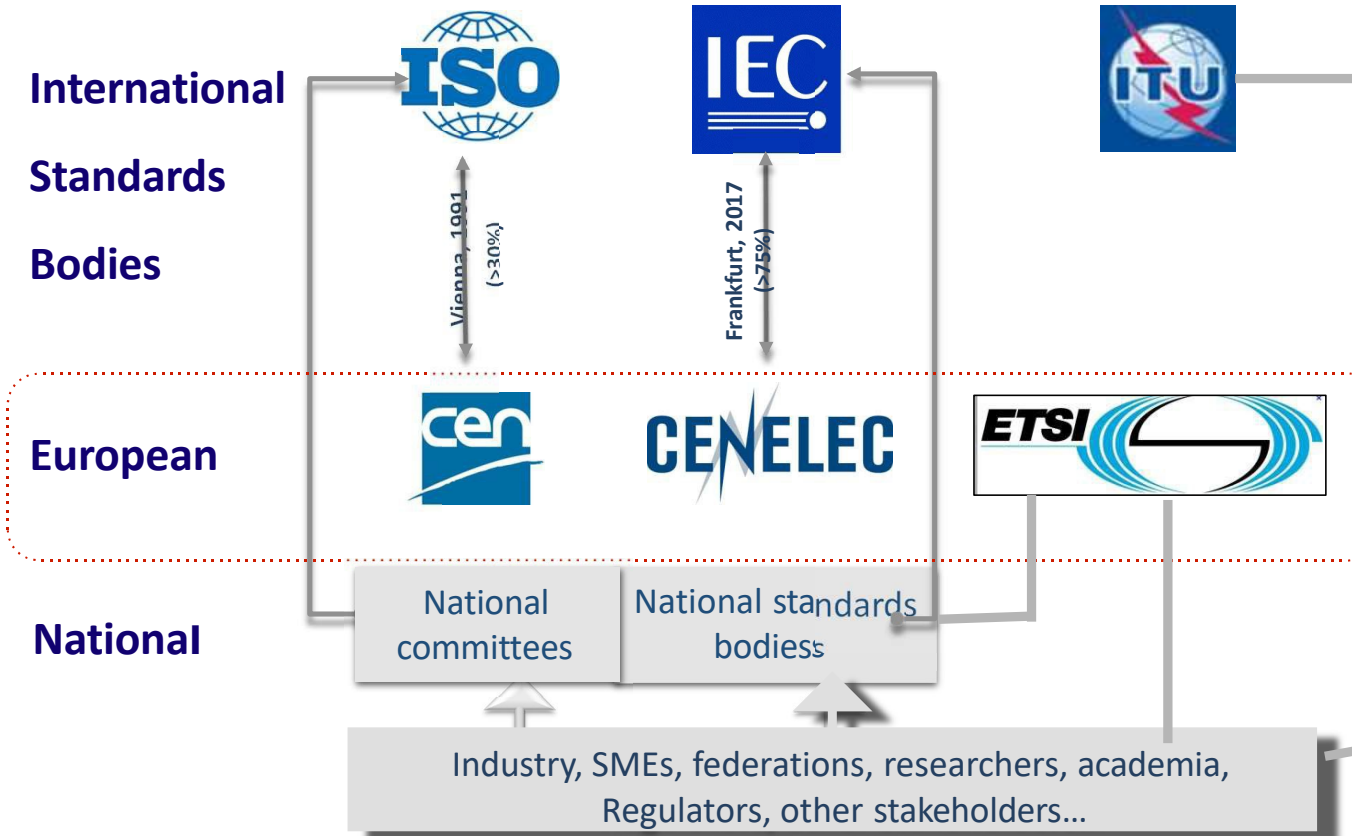 International
Standards
Bodies
ISO
IEC
ITU
Vienna, 1991
(>30%)
Frankfurt, 2017
(>75%)
European
cen
CENELEC
ETSI
National
National
committees
National standards
bodies
Industry, SMEs, federations, researchers, academia,
Regulators, other stakeholders…